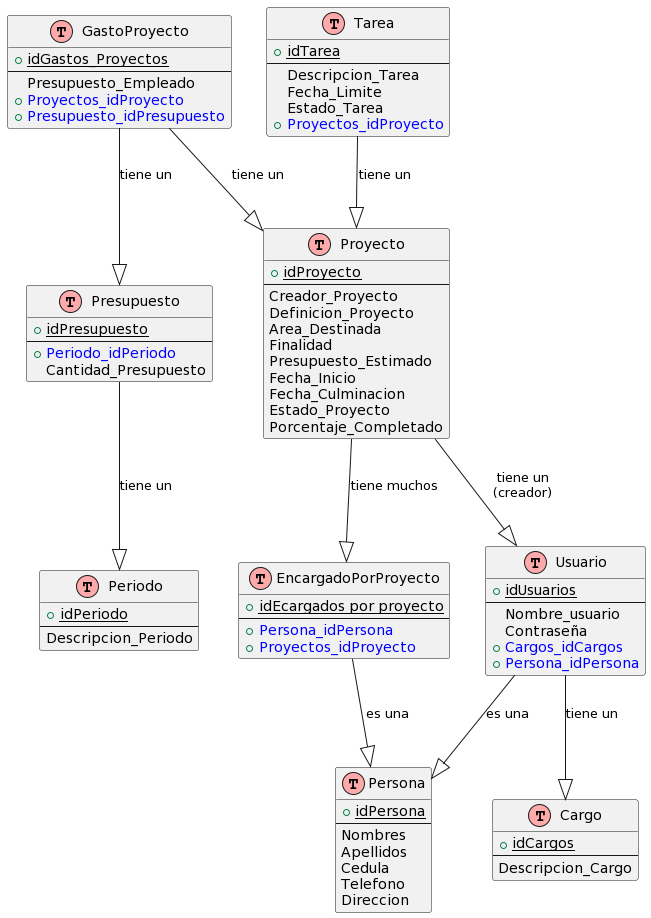 T GastoProyecto
idGastos_Proyectos
Presupuesto_Empleado
Proyectos_idProyecto
Presupuesto_idPresupuesto
T Tarea
idTarea
Descripcion_Tarea
Fecha_Limite
Estado_Tarea
Proyectos_idProyecto
tiene un
tiene un
tiene un
T Proyecto
idProyecto
Creador_Proyecto
Definicion_Proyecto
Area_Destinada
Finalidad
Presupuesto_Estimado
Fecha_Inicio
Fecha_Culminacion
Estado_Proyecto
Porcentaje_Completado
T Presupuesto
idPresupuesto
Periodo_idPeriodo
Cantidad_Presupuesto
tiene un
tiene muchos
tiene un
(creador)
T Periodo
idPeriodo
Descripcion_Periodo
T EncargadoPorProyecto
idEcargados por proyecto
Persona_idPersona
Proyectos_idProyecto
T Usuario
idUsuarios
Nombre_usuario
Contraseña
Cargos_idCargos
Persona_idPersona
es una
es una
tiene un
T Persona
idPersona
Nombres
Apellidos
Cedula
Telefono
Direccion
T Cargo
idCargos
Descripcion_Cargo